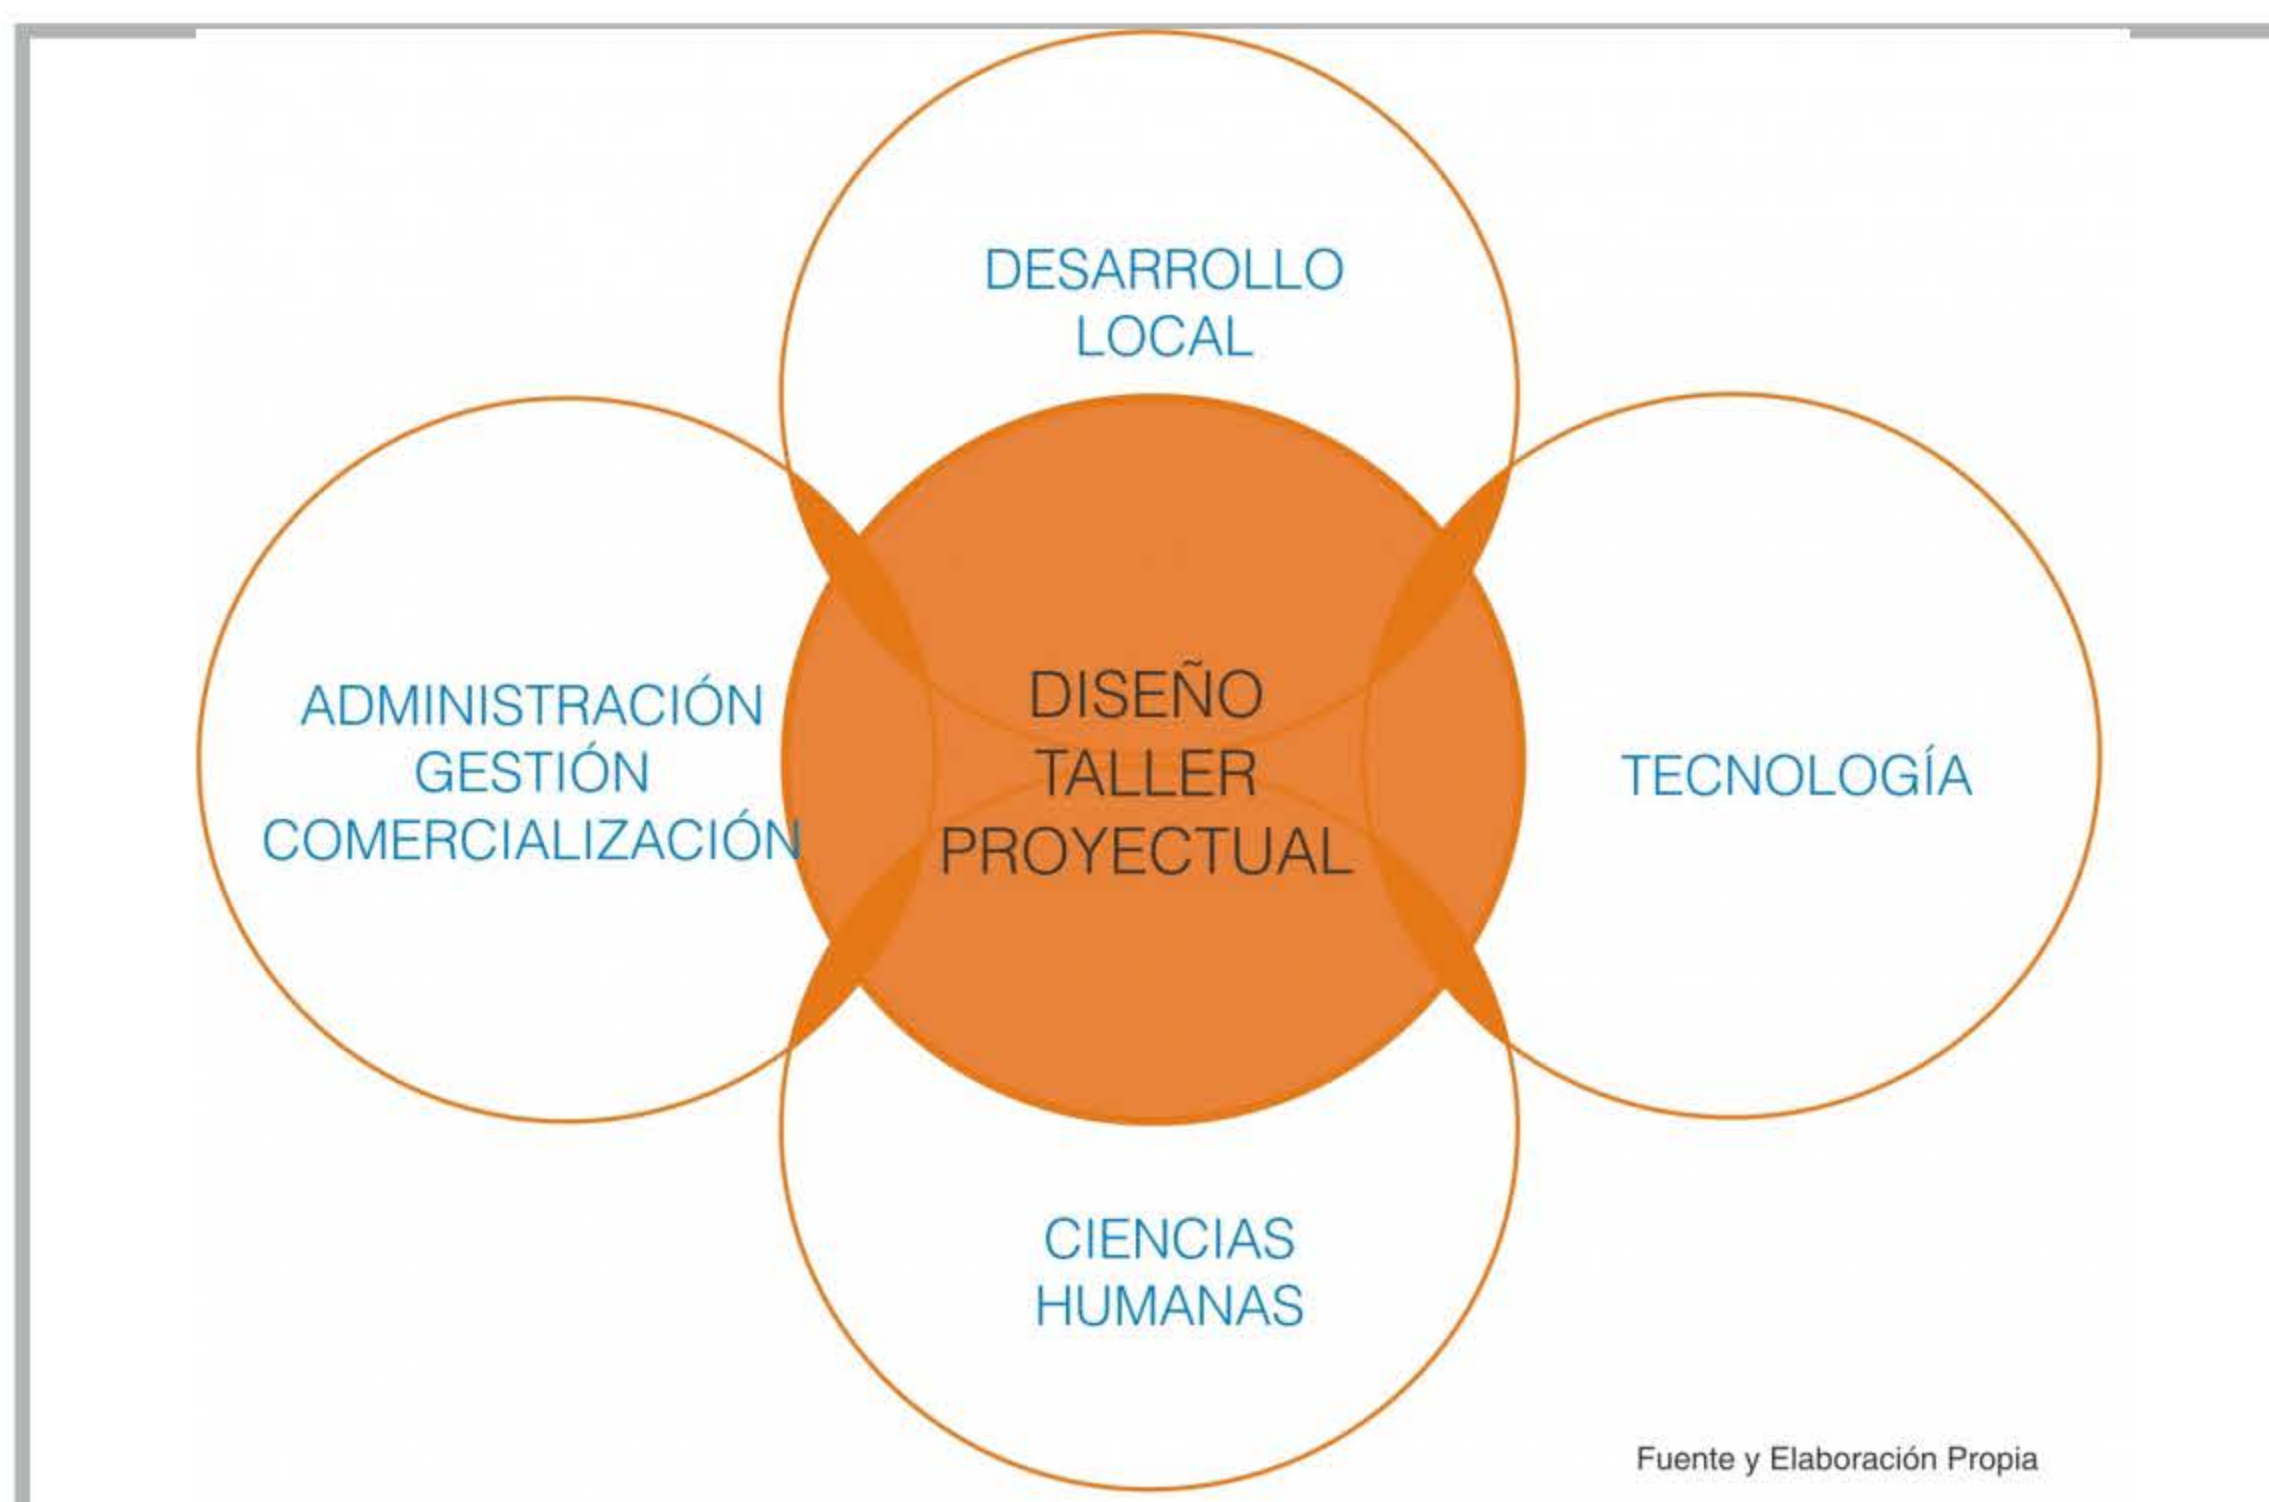 DESARROLLO
LOCAL
ADMINISTRACIÓN
GESTIÓN
COMERCIALIZACIÓN
DISEÑO
TALLER
PROYECTUAL
TECNOLOGÍA
CIENCIAS
HUMANAS
Fuente y Elaboración Propia